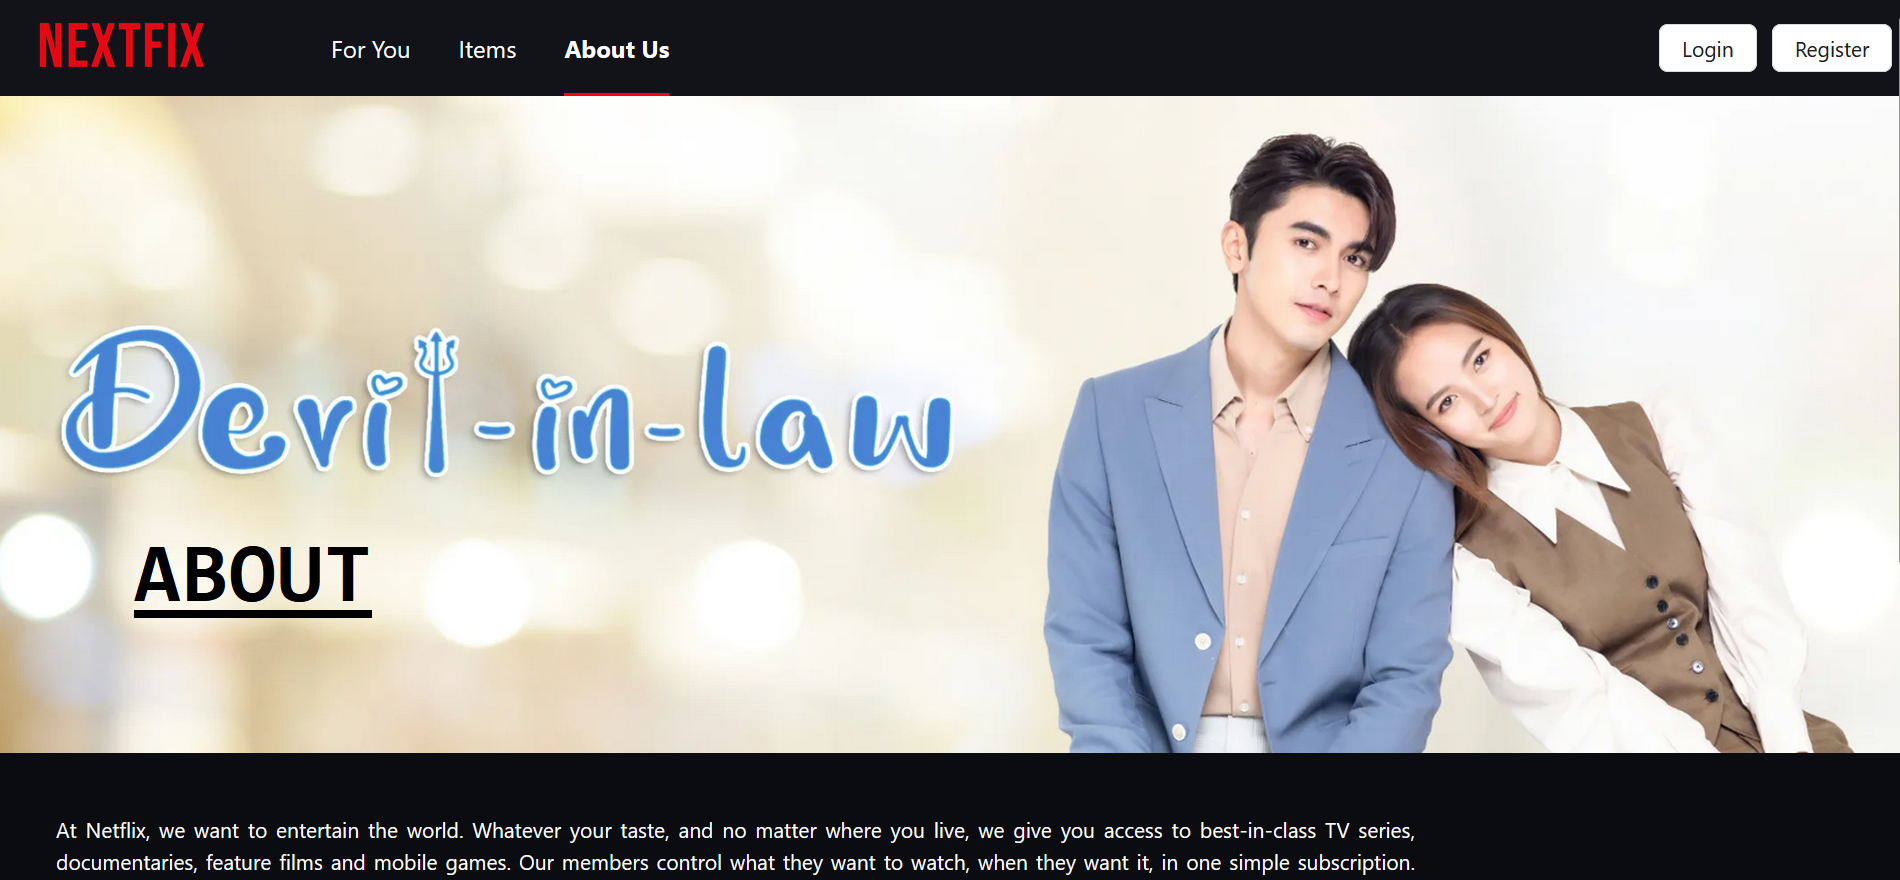 NEXTFIX
For You
Items
About Us
Login
Register
Devil-in-law
ABOUT
At Netflix, we want to entertain the world. Whatever your taste, and no matter where you live, we give you access to best-in-class TV series,
documentaries, feature films and mobile games. Our members control what they want to watch, when they want it, in one simple subscription.